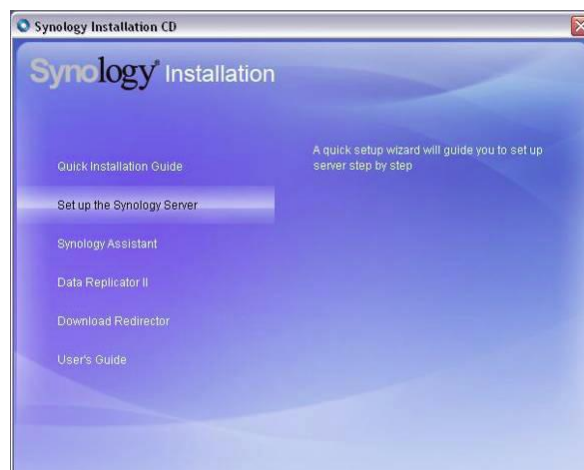 Synology Installation CD
Synology Installation
Quick Installation Guide
Set up the Synology Server
Synology Assistant
Data Replicator II
Download Redirector
User's Guide
A quick setup wizard will guide you to set up
server step by step